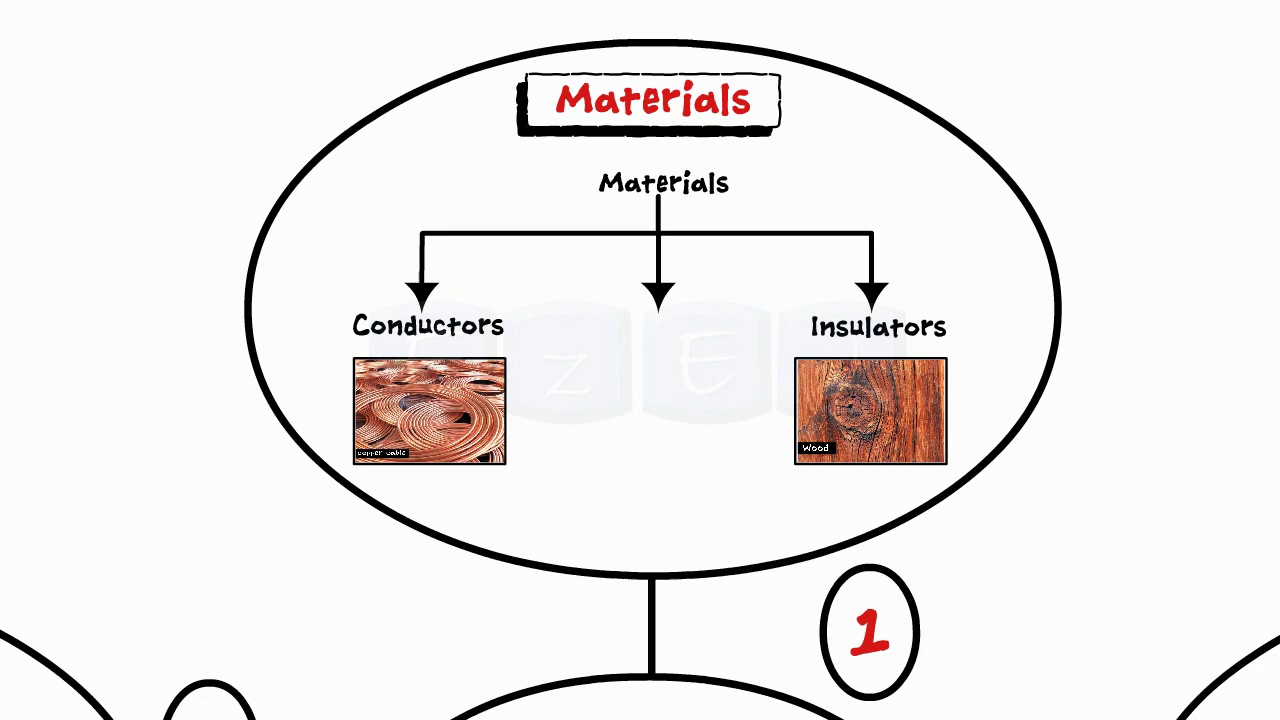 Materials
Materials
Conductors
Insulators
z E
copper cable
Wood
1